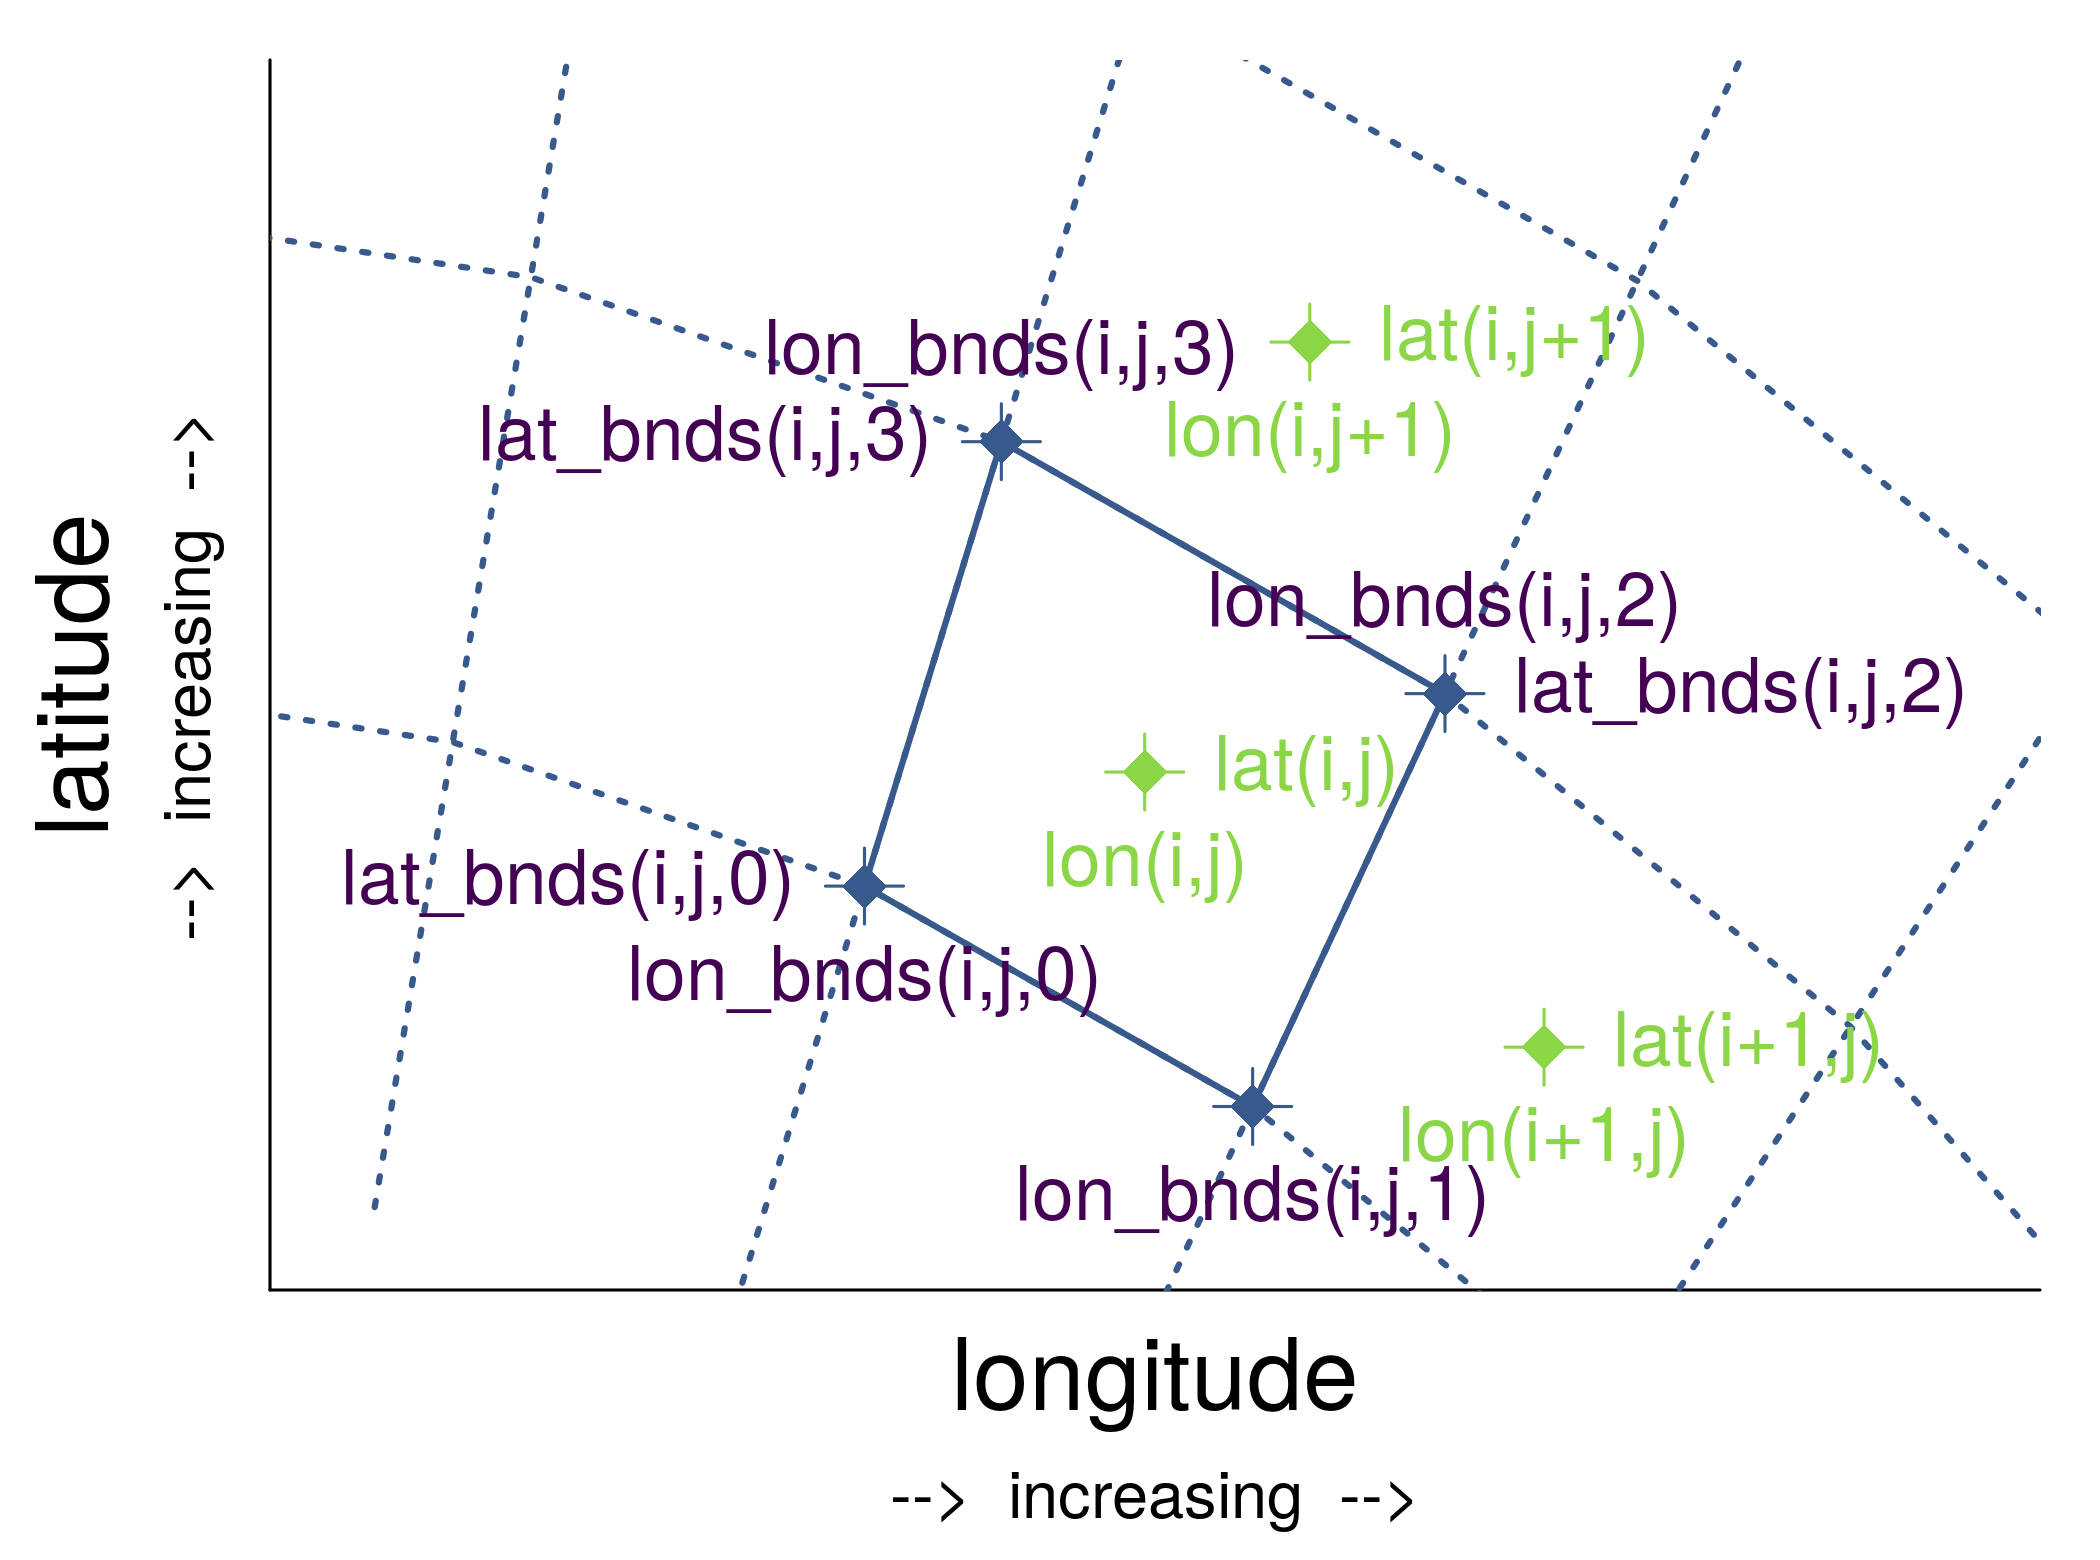 lon_bnds(i,j,3)
lat(i,j+1)
lat_bnds(i,j,3)
lon(i,j+1)
lon_bnds(i,j,2)
lat_bnds(i,j,2)
lat(i,j)
lon(i,j)
lat_bnds(i,j,0)
lon_bnds(i,j,0)
lat(i+1,j)
lon(i+1,j)
lon_bnds(i,j,1)
latitude
--> increasing -->
longitude
--> increasing -->